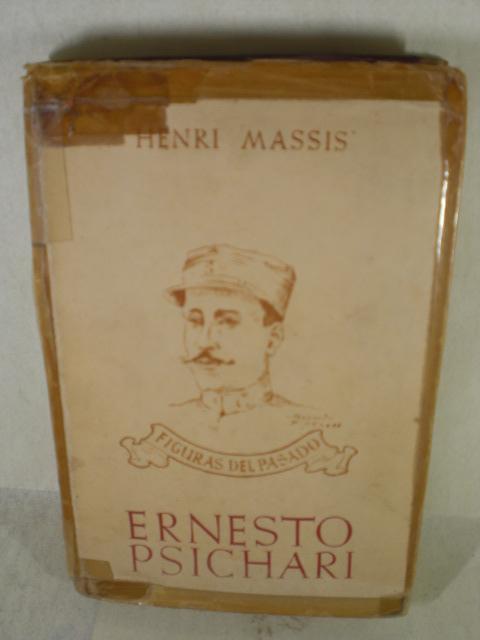 HENRI MASSIS
FIGURAS DEL PASADO
ERNESTO
PSICHARI